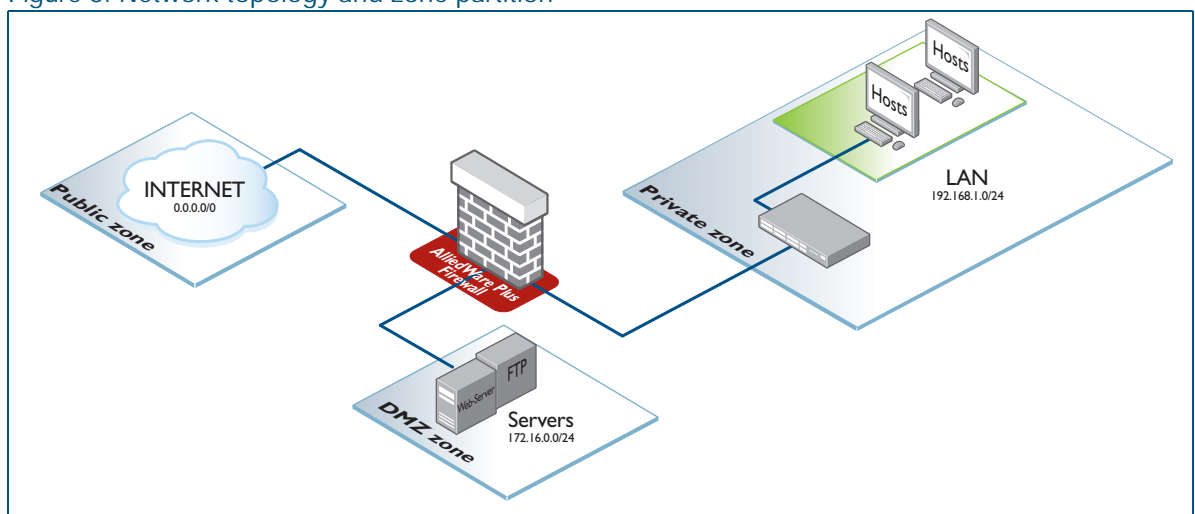 Figure 3: Network topology and zone partition
Hosts
Hosts
INTERNET
0.0.0.0/0
Public zone
LAN
192.168.1.0/24
Private zone
AlliedWare Plus
Firewall
FTP
Web-Server
Servers
172.16.0.0/24
DMZ zone